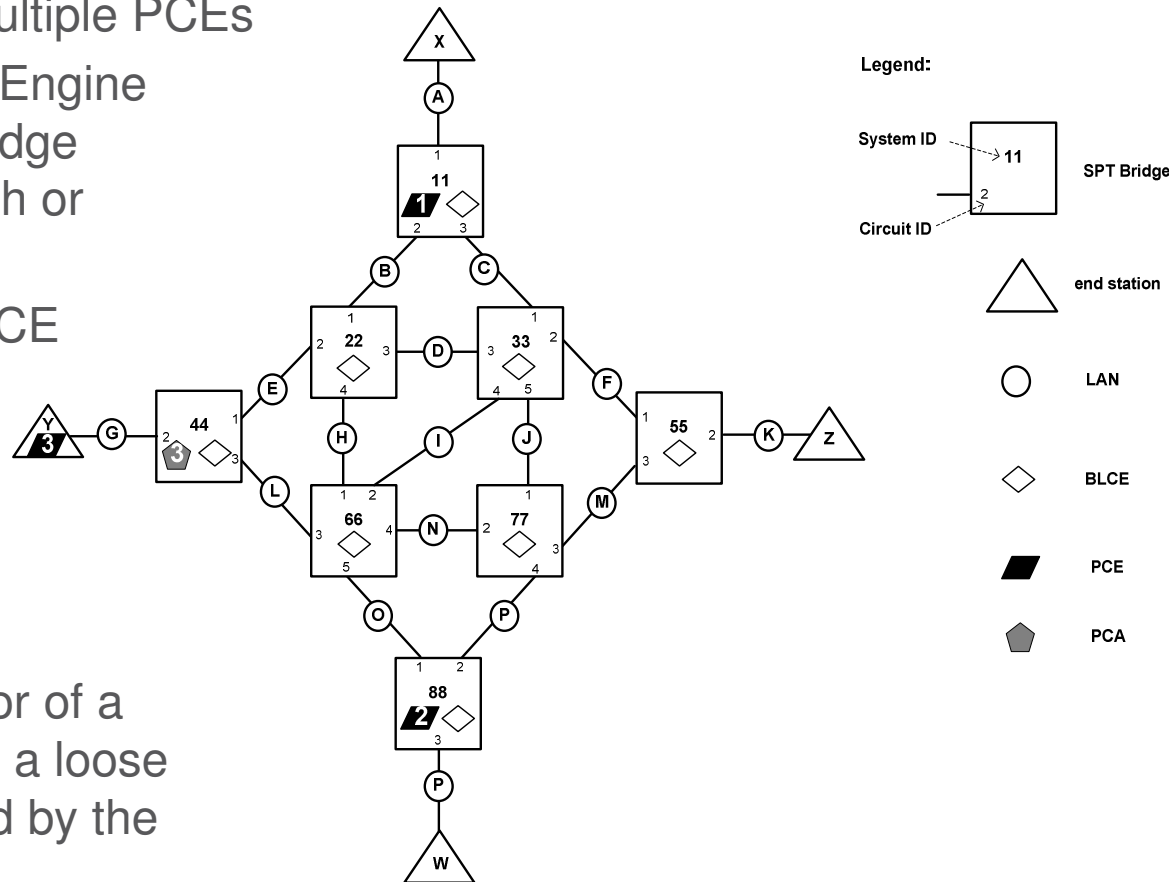 ultiple PCEs
Engine
dge
h or
CE
or of a
a loose
d by the
X
A
1
11
1
2 3
B C
1
22
2 3
4
D
1
33
2
3
4 5
E F
Y
3
G
44
1
2
3
3
H I J
55
1
2
3
K
Z
L M
1 2
66
3 4
5
N
1
77
2
3
4
O P
1 2
88
2
3
P
W
Legend:
System ID
11
2
Circuit ID
SPT Bridge
end station
LAN
BLCE
PCE
PCA